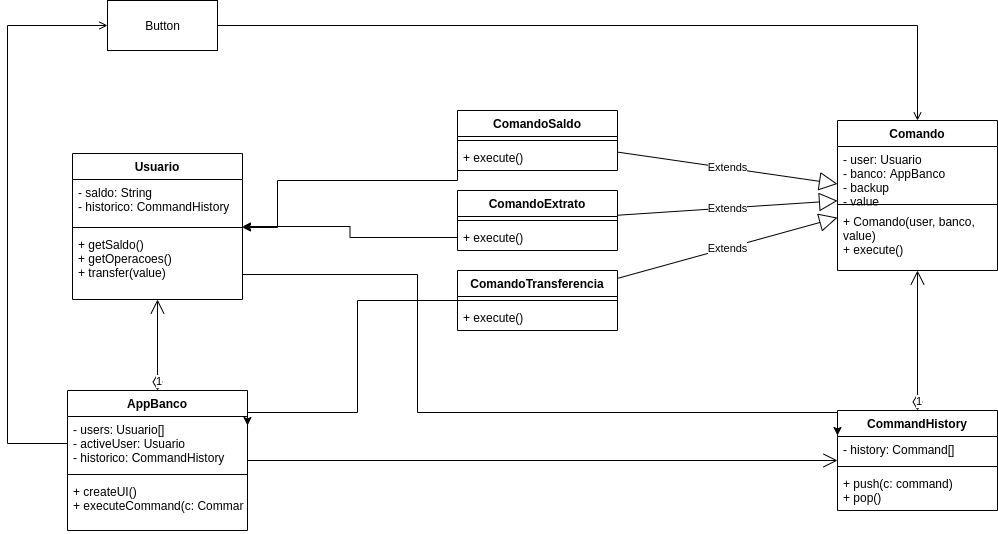 Button
ComandoSaldo
+ execute()
Comando
- user: Usuario
- banco: AppBanco
- backup
- value
+ Comando(user, banco,
value)
+ execute()
Extends
Extends
Extends
Usuario
- saldo: String
- historico: CommandHistory
+ getSaldo()
+ getOperacoes()
+ transfer(value)
ComandoExtrato
+ execute()
ComandoTransferencia
+ execute()
1
AppBanco
- users: Usuario[]
- activeUser: Usuario
- historico: CommandHistory
+ createUI()
+ executeCommand(c: Commar
1
CommandHistory
- history: Command[]
+ push(c: command)
+ pop()